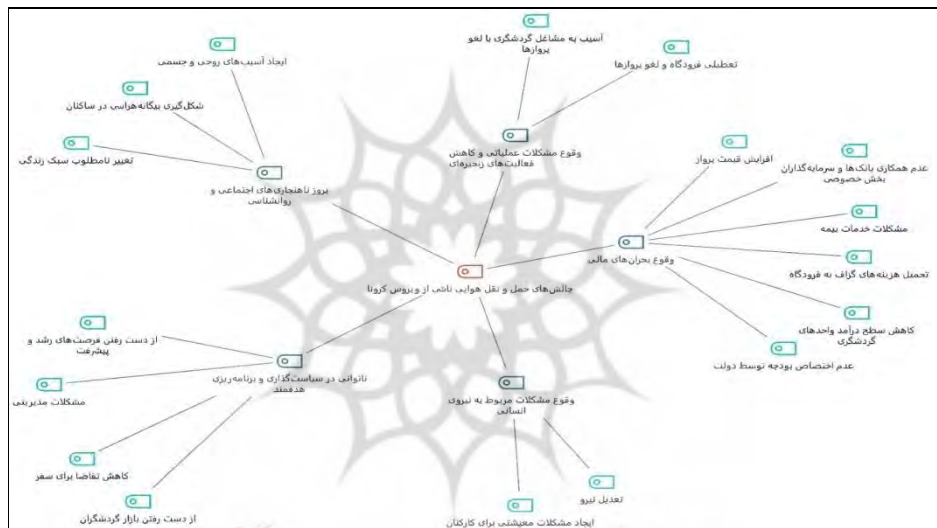 آسیب به مشاغل گردشگری با لغو
پروازها
تعطیلی فرودگاه و لغو پروازها
ایجاد آسیب‌های روحی و جسمی
شکل‌گیری بیگانه‌هراسی در ساکنان
تغییر نامطلوب سبک زندگی
بروز ناهنجاری‌های اجتماعی و
روانشناسی
وقوع مشکلات عملیاتی و کاهش
فعالیت‌های زنجیره‌ای
افزایش قیمت پرواز
عدم همکاری بانک‌ها و سرمایه‌گذاران
بخش خصوصی
مشکلات خدمات بیمه
وقوع بحران‌های مالی
تحمیل هزینه‌های گزاف به فرودگاه
چالش‌های حمل و نقل هوایی ناشی از ویروس کرونا
کاهش سطح درآمد واحدهای
گردشگری
عدم اختصاص بودجه توسط دولت
از دست رفتن فرصت‌های رشد و
پیشرفت
ناتوانی در سیاست‌گذاری و برنامه‌ریزی
هدفمند
مشکلات مدیریتی
وقوع مشکلات مربوط به نیروی
انسانی
کاهش تقاضا برای سفر
از دست رفتن بازار گردشگران
تعدیل نیرو
ایجاد مشکلات معیشتی برای کارکنان